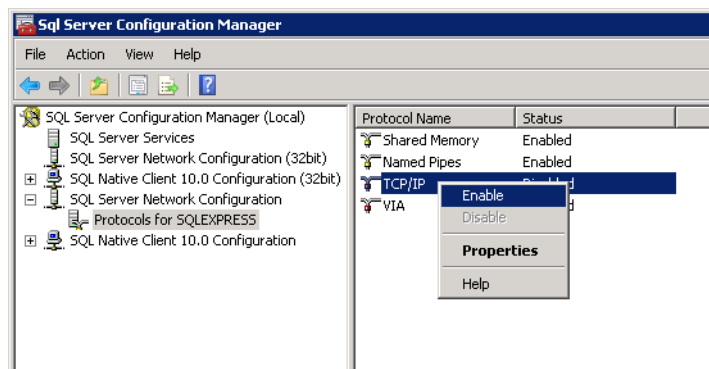 Sql Server Configuration Manager
File Action View Help
SQL Server Configuration Manager (Local)
SQL Server Services
SQL Server Network Configuration (32bit)
SQL Native Client 10.0 Configuration (32bit)
SQL Server Network Configuration
Protocols for SQLEXPRESS
SQL Native Client 10.0 Configuration
Protocol Name Status
Shared Memory Enabled
Named Pipes Enabled
TCP/IP
VIA
Enable
Disable
Properties
Help